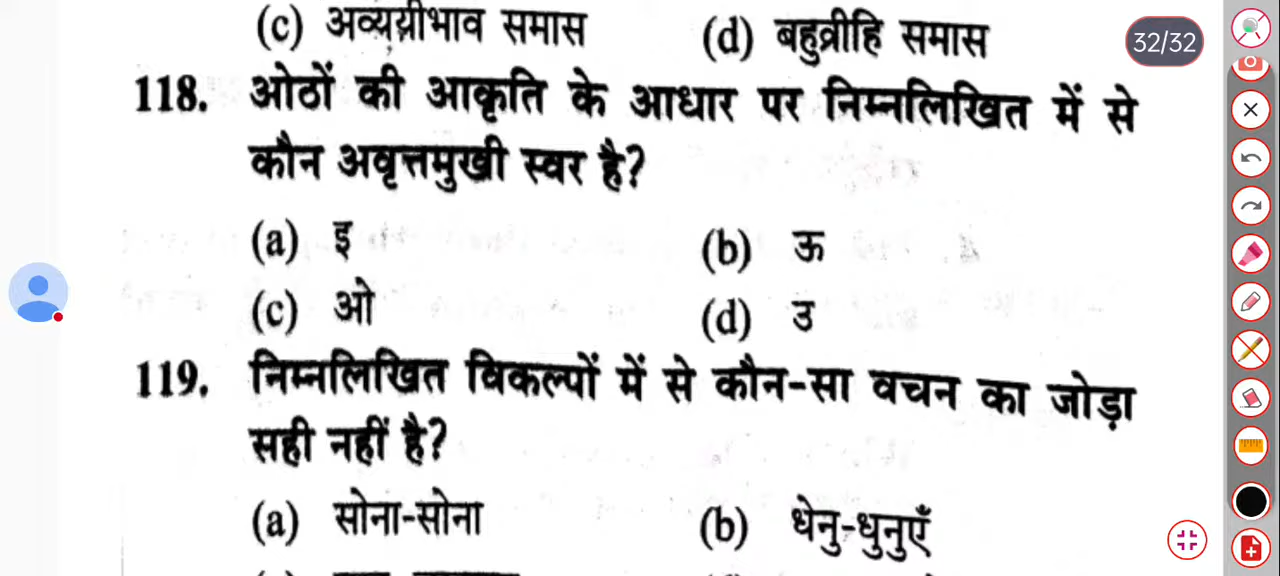 (c) अव्ययीभाव समास (d) बहुव्रीहि समास
32/32
118. ओठों की आकृति के आधार पर निम्नलिखित में से
कौन अवृत्तमुखी स्वर है?
(a) इ (b) ऊ
(c) ओ (d) उ
119. निम्नलिखित विकल्पों में से कौन-सा वचन का जोड़ा
सही नहीं है?
(a) सोना-सोना (b) धेनु-धुनुएँ